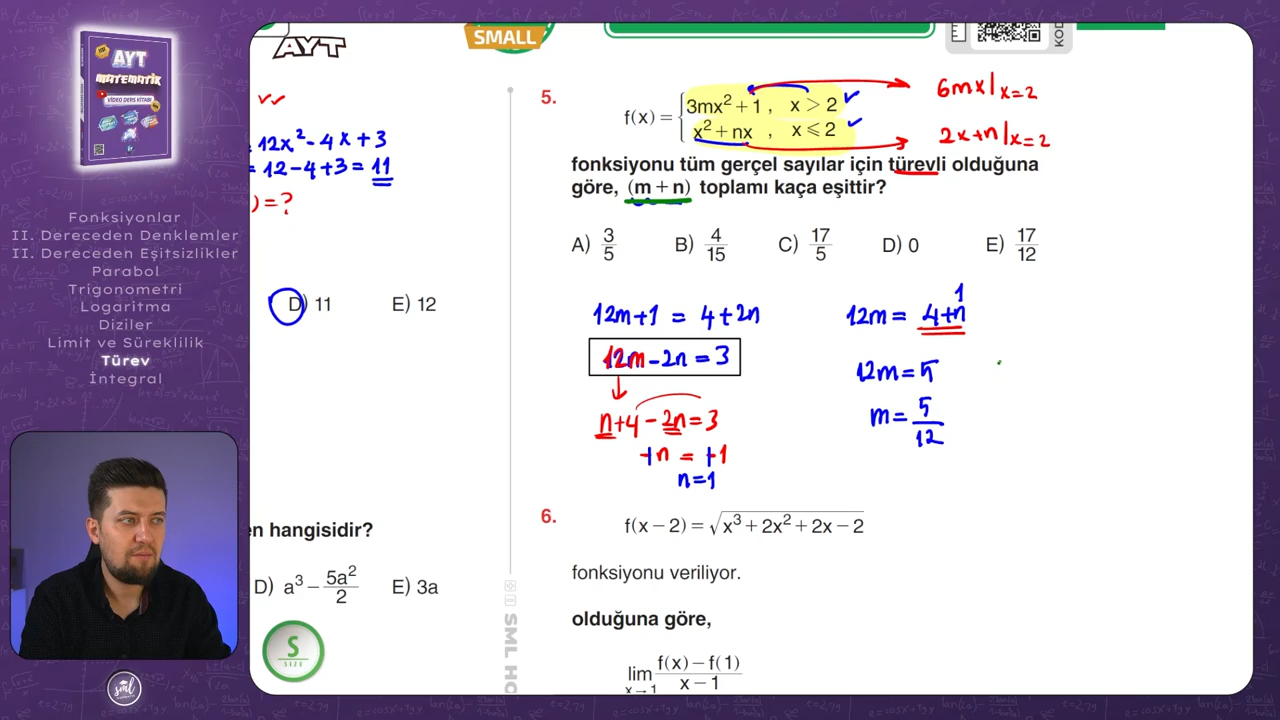 AYT
MATEMATİK
VİDEO DERS KİTABI
Fonksiyonlar
II. Dereceden Denklemler
II. Dereceden Eşitsizlikler
Parabol
Trigonometri
Logaritma
Diziler
Limit ve Süreklilik
Türev
İntegral
sml
AYT
SMALL
KOD
= 12x² - 4x + 3
= 12 - 4 + 3 = 11
) = ?
D) 11 E) 12
en hangisidir?
D) a³ - 5a²/2 E) 3a
S
SIZE
SML HO
5.
f(x) = { 3mx² + 1 , x > 2
x² + nx , x ⩽ 2
6mx|x=2
2x+n|x=2
fonksiyonu tüm gerçel sayılar için türevli olduğuna
göre, (m + n) toplamı kaça eşittir?
A) 3/5 B) 4/15 C) 17/5 D) 0 E) 17/12
12m+1 = 4+2n
12m - 2n = 3
n+4 - 2n = 3
+n = +1
n=1
1
12m = 4+n
12m = 5
m = 5/12
6.
f(x - 2) = √x³ + 2x² + 2x - 2
fonksiyonu veriliyor.
olduğuna göre,
lim x→1 f(x) - f(1)/x - 1